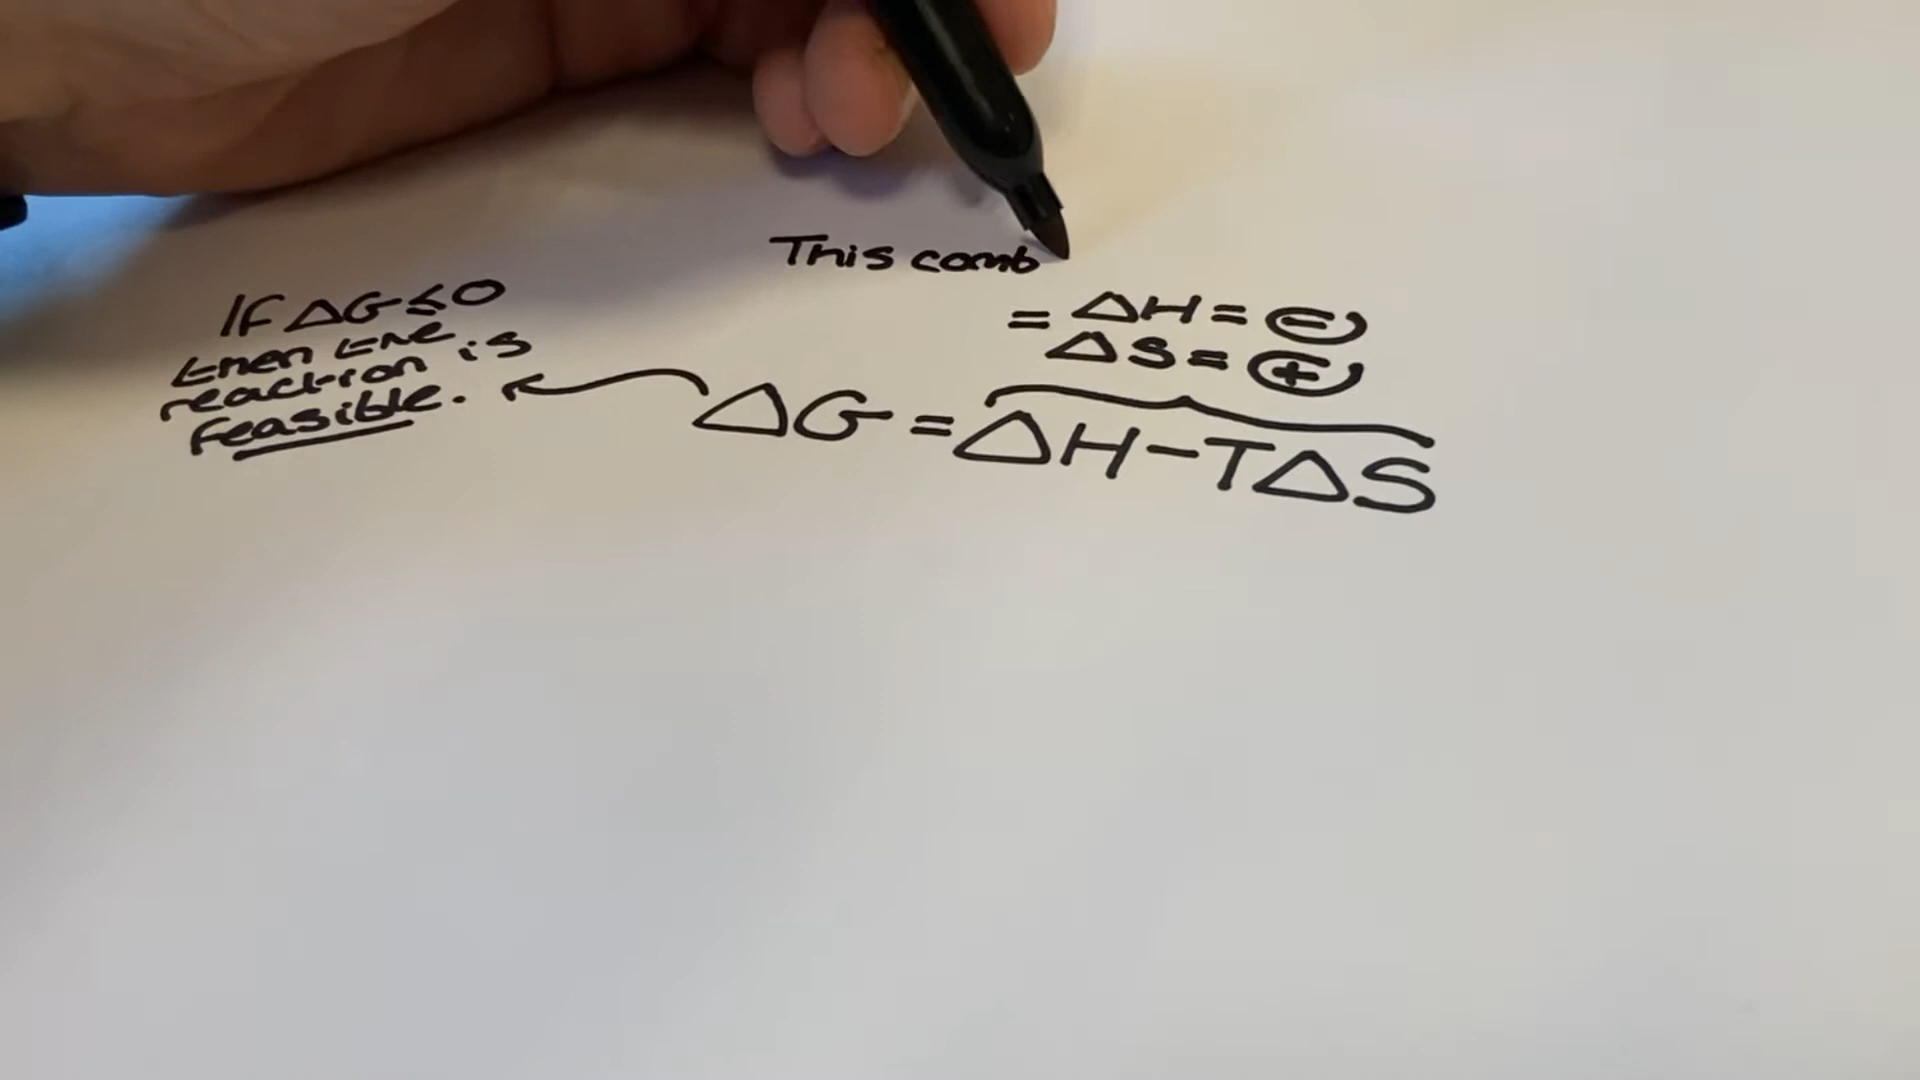 This comb
If ΔG≤0
then the
reaction is
feasible.
= ΔH = ⊖
ΔS = ⊕
ΔG = ΔH-TΔS